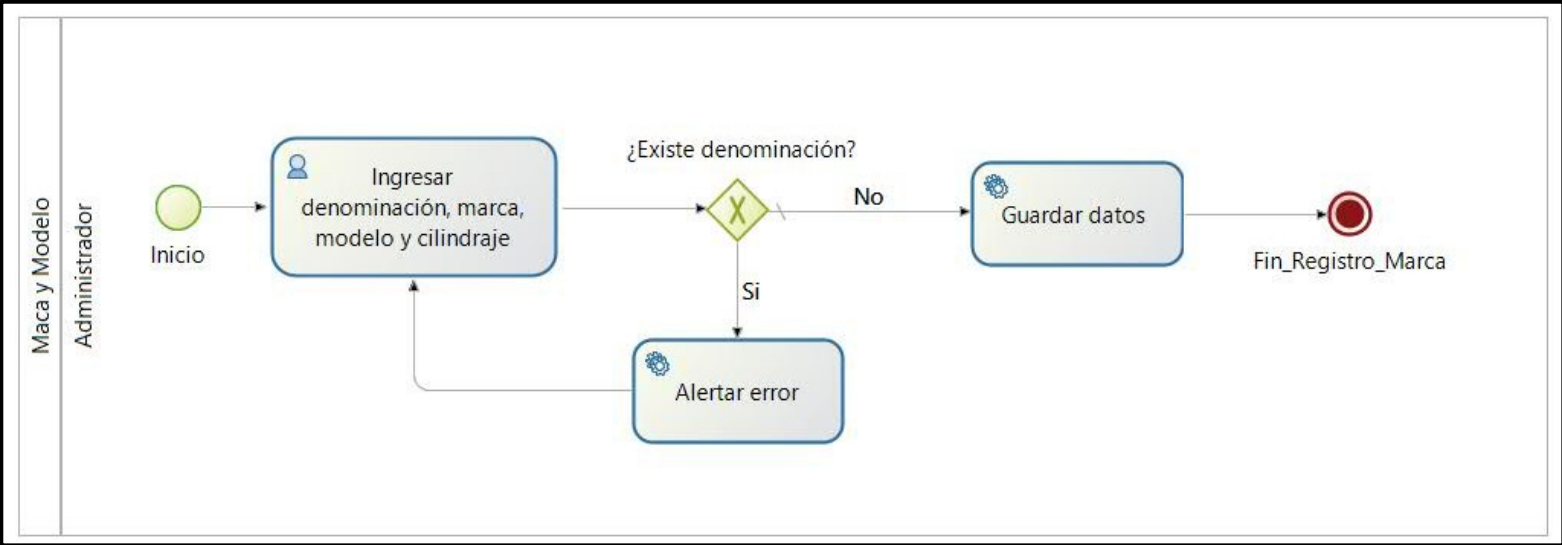 Maca y Modelo
Administrador
Inicio
Ingresar
denominación, marca,
modelo y cilindraje
¿Existe denominación?
No
Si
Alertar error
Guardar datos
Fin_Registro_Marca